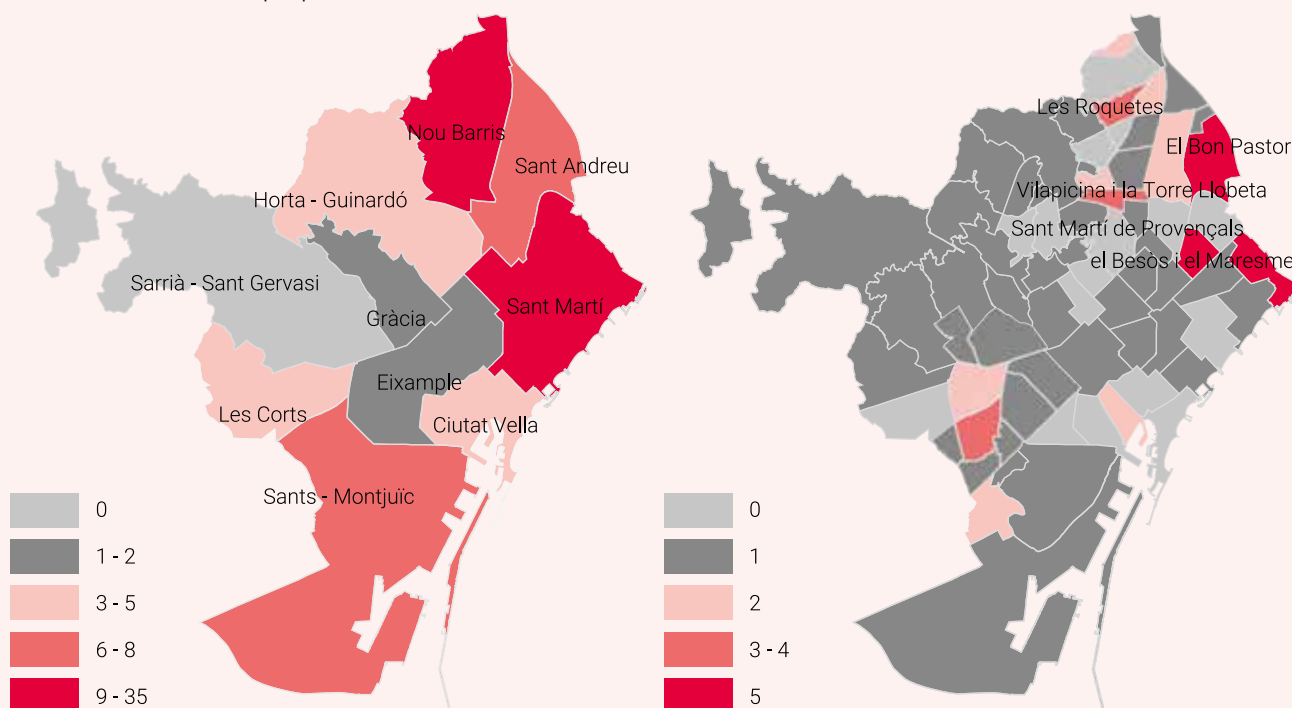 Nou Barris
Sant Andreu
Horta - Guinardó
Sarrià - Sant Gervasi
Gràcia
Sant Martí
Eixample
Les Corts
Ciutat Vella
Sants - Montjuïc
0
1 - 2
3 - 5
6 - 8
9 - 35
Les Roquetes
El Bon Pastor
Vilapicina i la Torre Llobeta
Sant Martí de Provençals
el Besòs i el Maresme
0
1
2
3 - 4
5